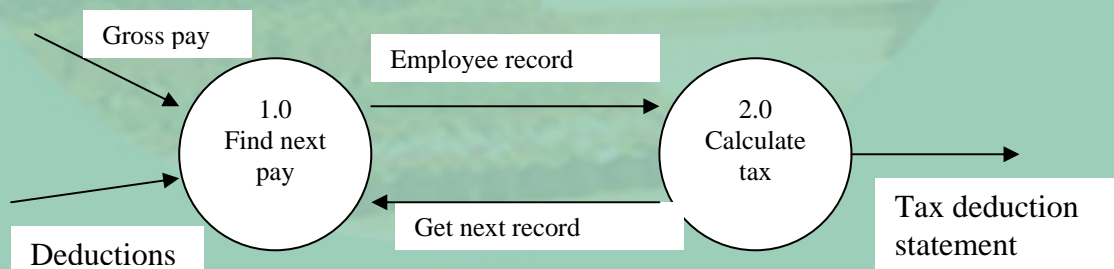 Gross pay
Employee record
1.0
Find next
pay
2.0
Calculate
tax
Get next record
Deductions
Tax deduction
statement